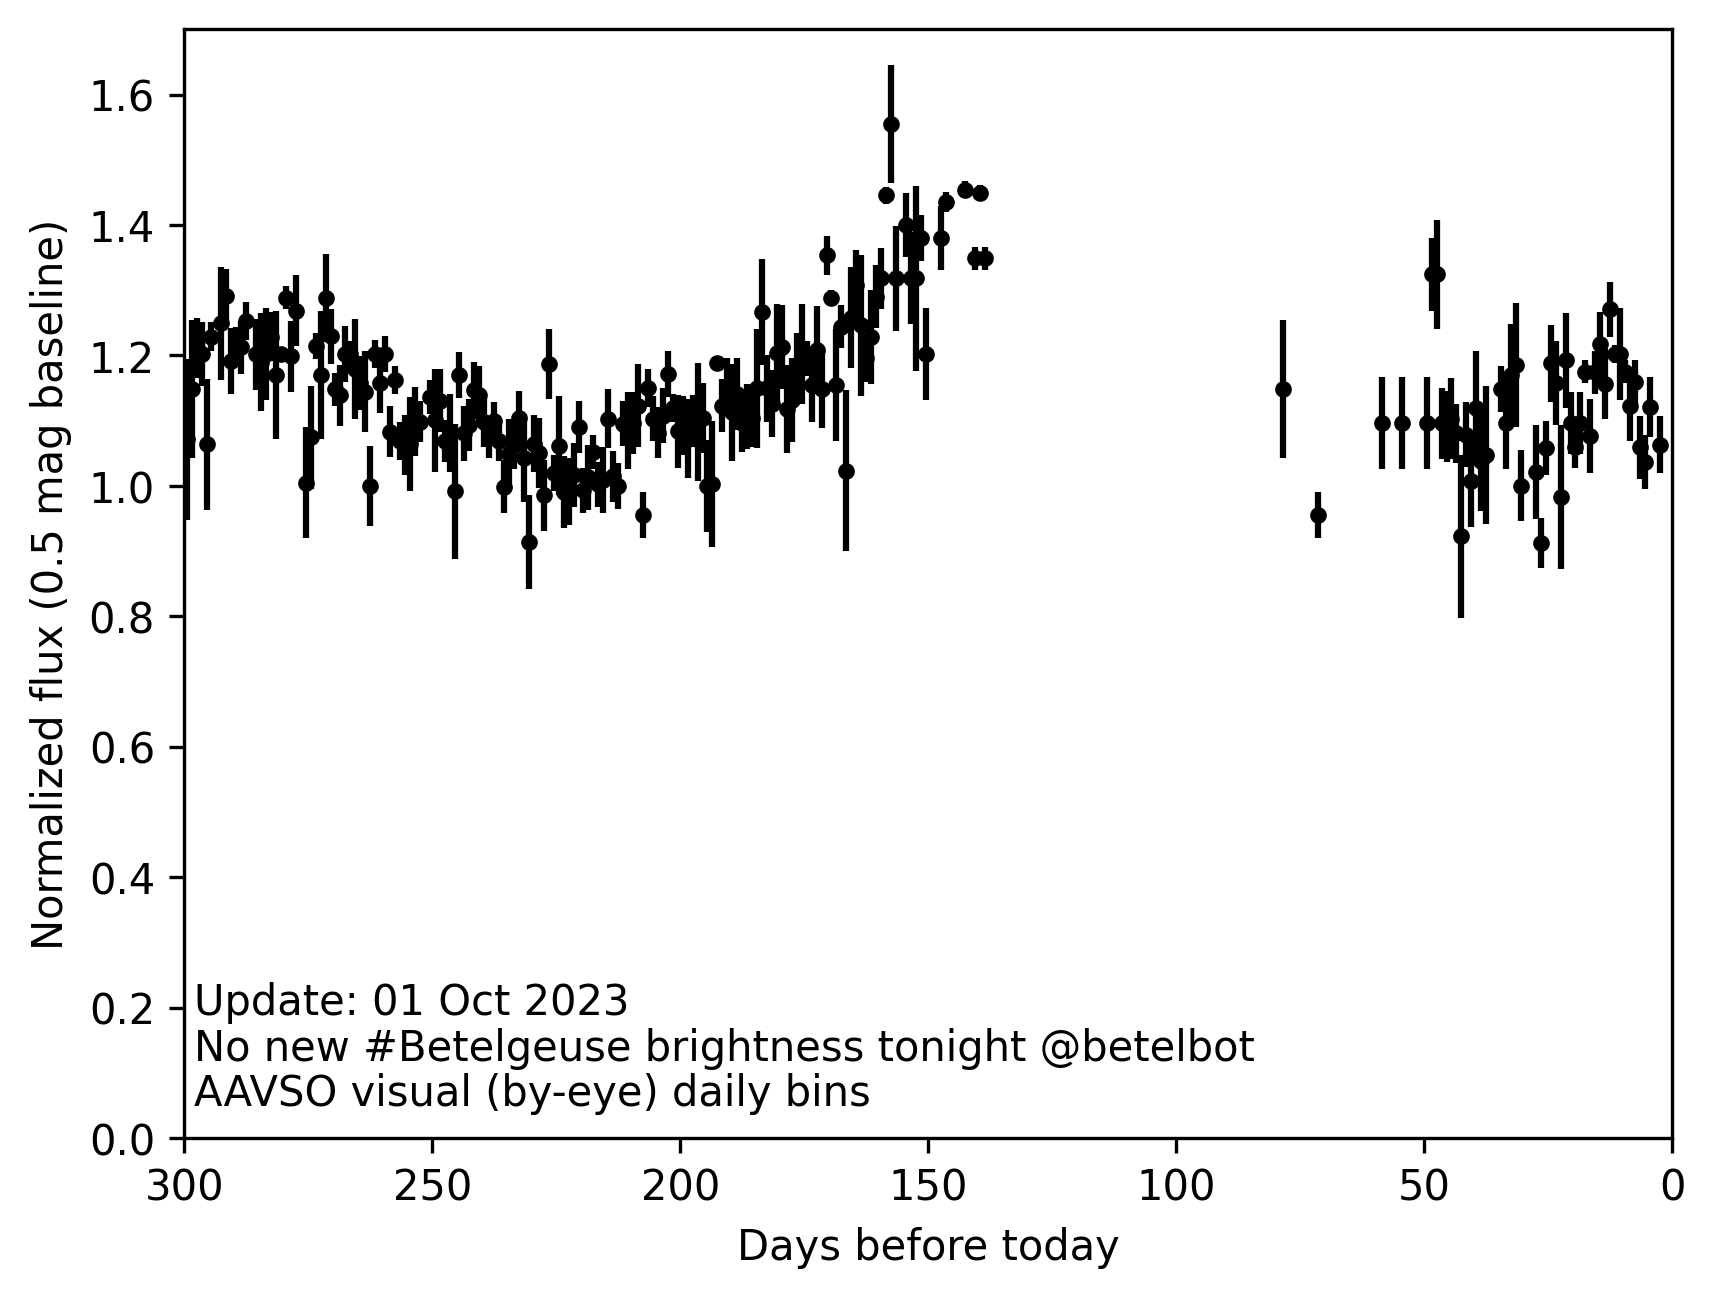 1.6
1.4
1.2
1.0
0.8
0.6
0.4
0.2
0.0
Normalized flux (0.5 mag baseline)
Update: 01 Oct 2023
No new #Betelgeuse brightness tonight @betelbot
AAVSO visual (by-eye) daily bins
300 250 200 150 100 50 0
Days before today